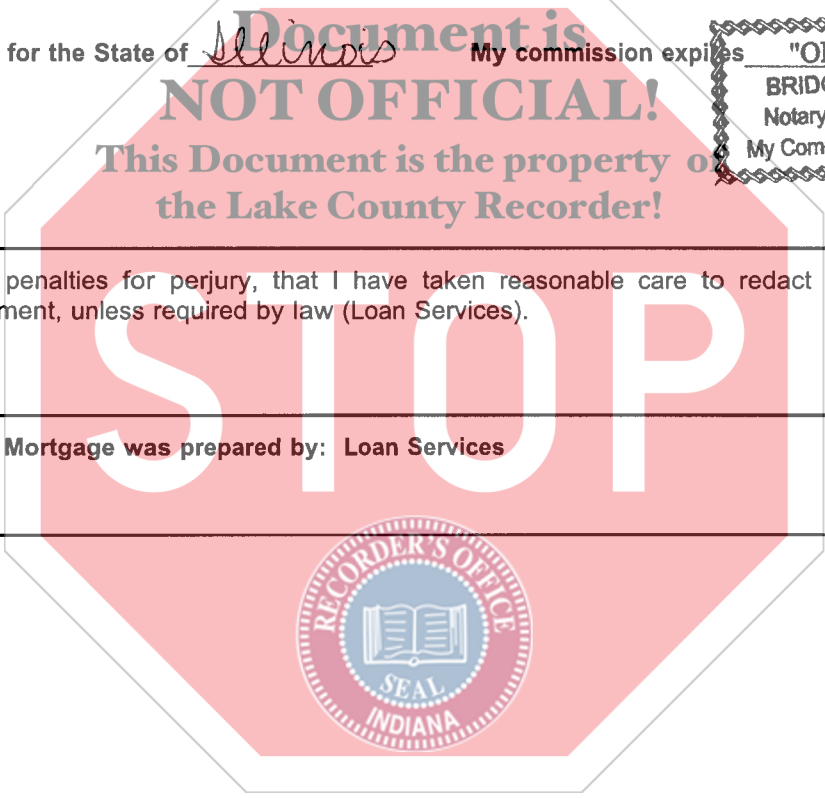 Document is
for the State of Illinois My commission expires "O
NOT OFFICIAL!
BRID
Notary
This Document is the property of
My Com
the Lake County Recorder!
penalties for perjury, that I have taken reasonable care to redact
ment, unless required by law (Loan Services).
STOP
Mortgage was prepared by: Loan Services
RECORDER'S OFFICE
SEAL
INDIANA